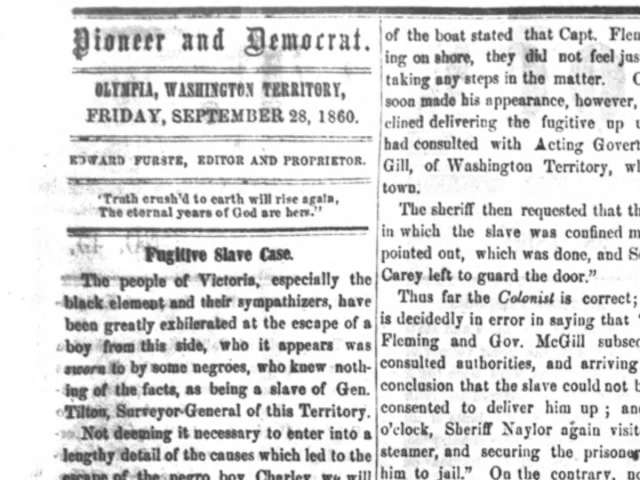 Pioneer and Democrat.
OLYMPIA, WASHINGTON TERRITORY,
FRIDAY, SEPTEMBER 28, 1860.
EDWARD FURSTE, EDITOR AND PROPRIETOR.
'Truth crush'd to earth will rise again,
The eternal years of God are hers."
Fugitive Slave Case.
The people of Victoria, especially the
black element and their sympathizers, have
been greatly exhilerated at the escape of a
boy from this side, who it appears was
sworn to by some negroes, who knew noth-
ing of the facts, as being a slave of Gen.
Tilton, Surveyor-General of this Territory.
Not deeming it necessary to enter into a
lengthy detail of the causes which led to the
escape of the negro boy Charley, we will
of the boat stated that Capt. Flem
ing on shore, they did not feel jus
taking any steps in the matter.
soon made his appearance, however,
clined delivering the fugitive up
had consulted with Acting Govern
Gill, of Washington Territory, w
town.
The sheriff then requested that th
in which the slave was confined m
pointed out, which was done, and S
Carey left to guard the door."
Thus far the Colonist is correct;
is decidedly in error in saying that
Fleming and Gov. McGill subseq
consulted authorities, and arriving
conclusion that the slave could not b
consented to deliver him up ; an
o'clock, Sheriff Naylor again visit
steamer, and securing the prisoner
him to jail." On the contrary,